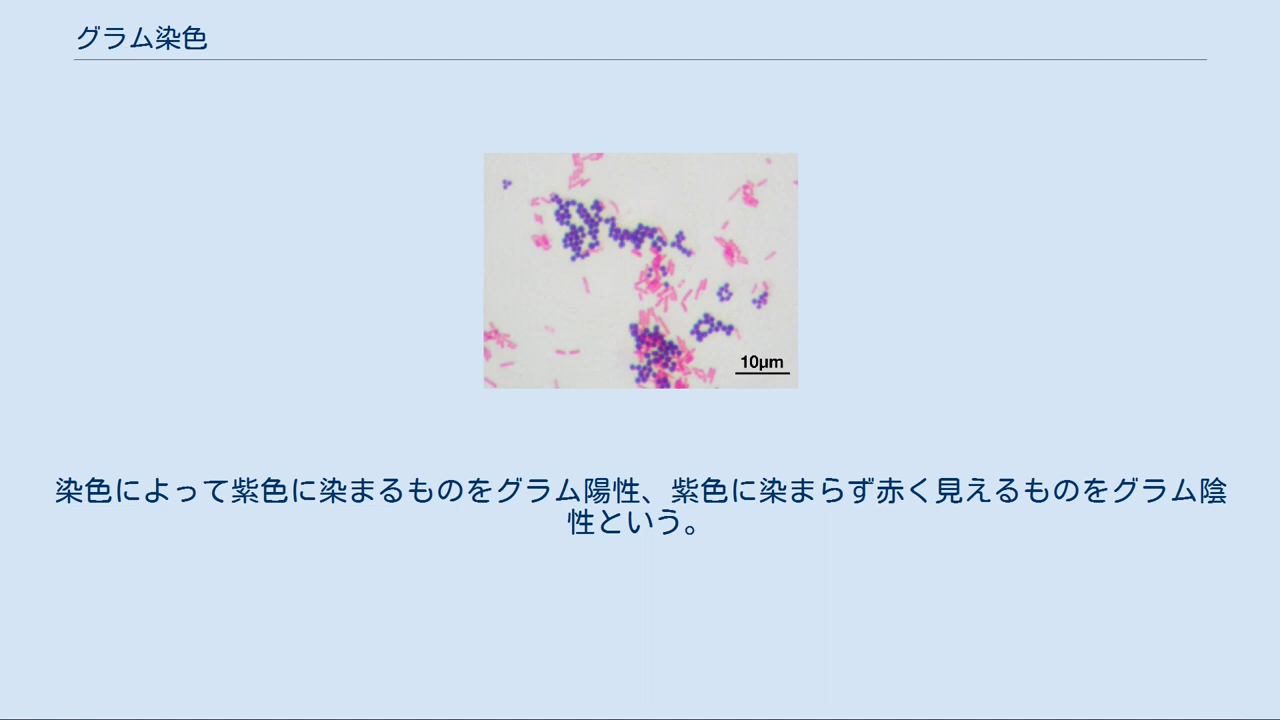 グラム染色
10μm
染色によって紫色に染まるものをグラム陽性、紫色に染まらず赤く見えるものをグラム陰
性という。